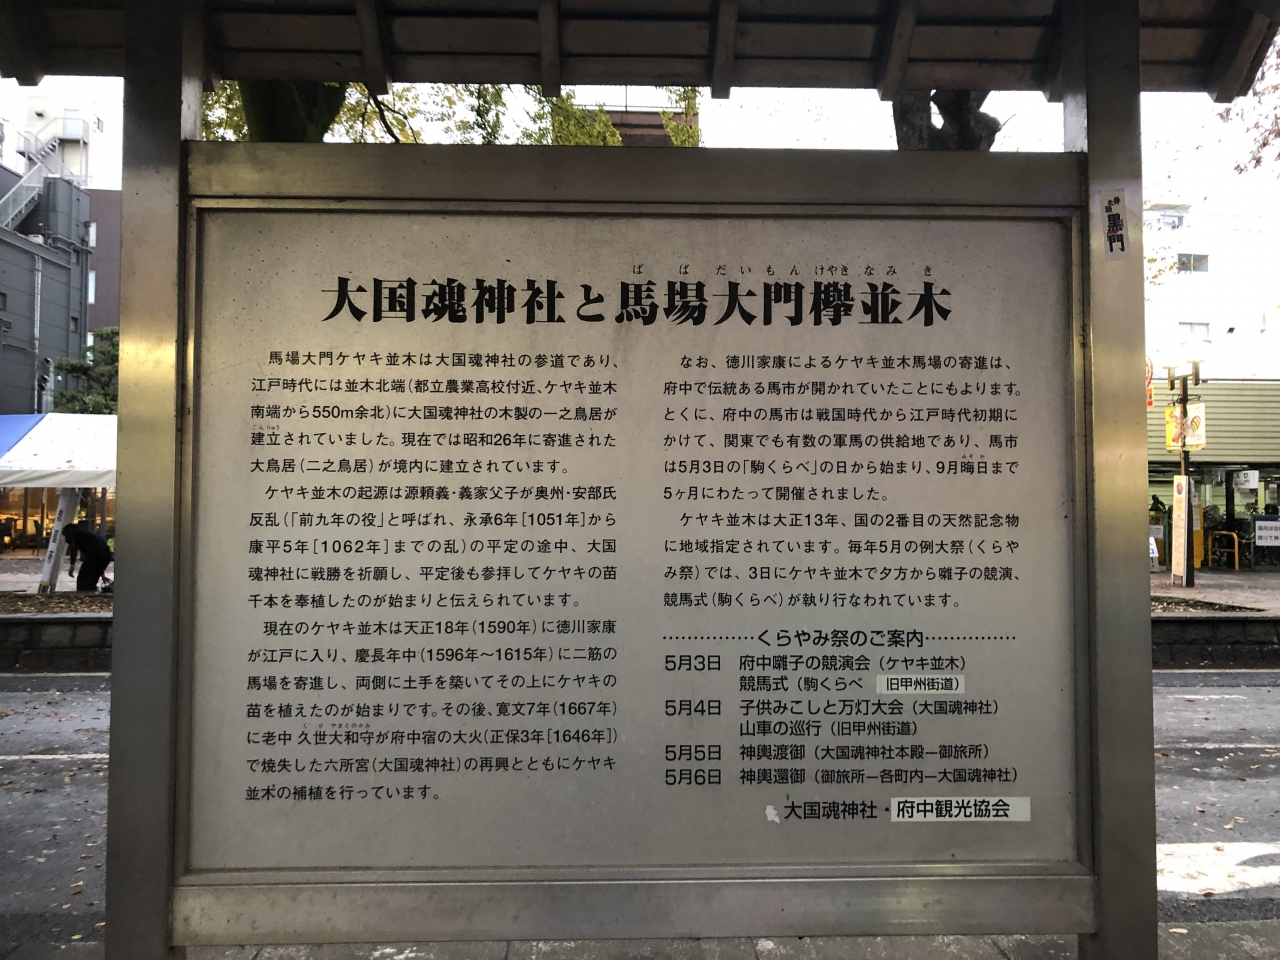 ばばだいもんけやきなみき
大国魂神社と馬場大門欅並木
馬場大門ケヤキ並木は大国魂神社の参道であり、
江戸時代には並木北端(都立農業高校付近、ケヤキ並木
南端から550m余北)に大国魂神社の木製の一之鳥居が
こんりゅう
建立されていました。現在では昭和26年に寄進された
大鳥居(二之鳥居)が境内に建立されています。
ケヤキ並木の起源は源頼義・義家父子が奥州・安部氏
反乱(「前九年の役」と呼ばれ、永承6年[1051年]から
康平5年[1062年]までの乱)の平定の途中、大国
魂神社に戦勝を祈願し、平定後も参拝してケヤキの苗
千本を奉植したのが始まりと伝えられています。
現在のケヤキ並木は天正18年(1590年)に徳川家康
が江戸に入り、慶長年中(1596年〜1615年)に二筋の
馬場を寄進し、両側に土手を築いてその上にケヤキの
苗を植えたのが始まりです。その後、寛文7年(1667年)
くぜやまとのかみ
に老中久世大和守が府中宿の大火(正保3年[1646年])
で焼失した六所宮(大国魂神社)の再興とともにケヤキ
並木の補植を行っています。
なお、徳川家康によるケヤキ並木馬場の寄進は、
府中で伝統ある馬市が開かれていたことにもよります。
とくに、府中の馬市は戦国時代から江戸時代初期に
かけて、関東でも有数の軍馬の供給地であり、馬市
みそか
は5月3日の「駒くらべ」の日から始まり、9月晦日まで
5ヶ月にわたって開催されました。
ケヤキ並木は大正13年、国の2番目の天然記念物
に地域指定されています。毎年5月の例大祭(くらや
み祭)では、3日にケヤキ並木で夕方から囃子の競演、
競馬式(駒くらべ)が執り行なわれています。
……………くらやみ祭のご案内……………
5月3日 府中囃子の競演会(ケヤキ並木)
競馬式(駒くらべ 旧甲州街道)
5月4日 子供みこしと万灯大会(大国魂神社)
山車の巡行(旧甲州街道)
5月5日 神輿渡御(大国魂神社本殿―御旅所)
5月6日 神輿還御(御旅所―各町内―大国魂神社)
大国魂神社・府中観光協会
黒門